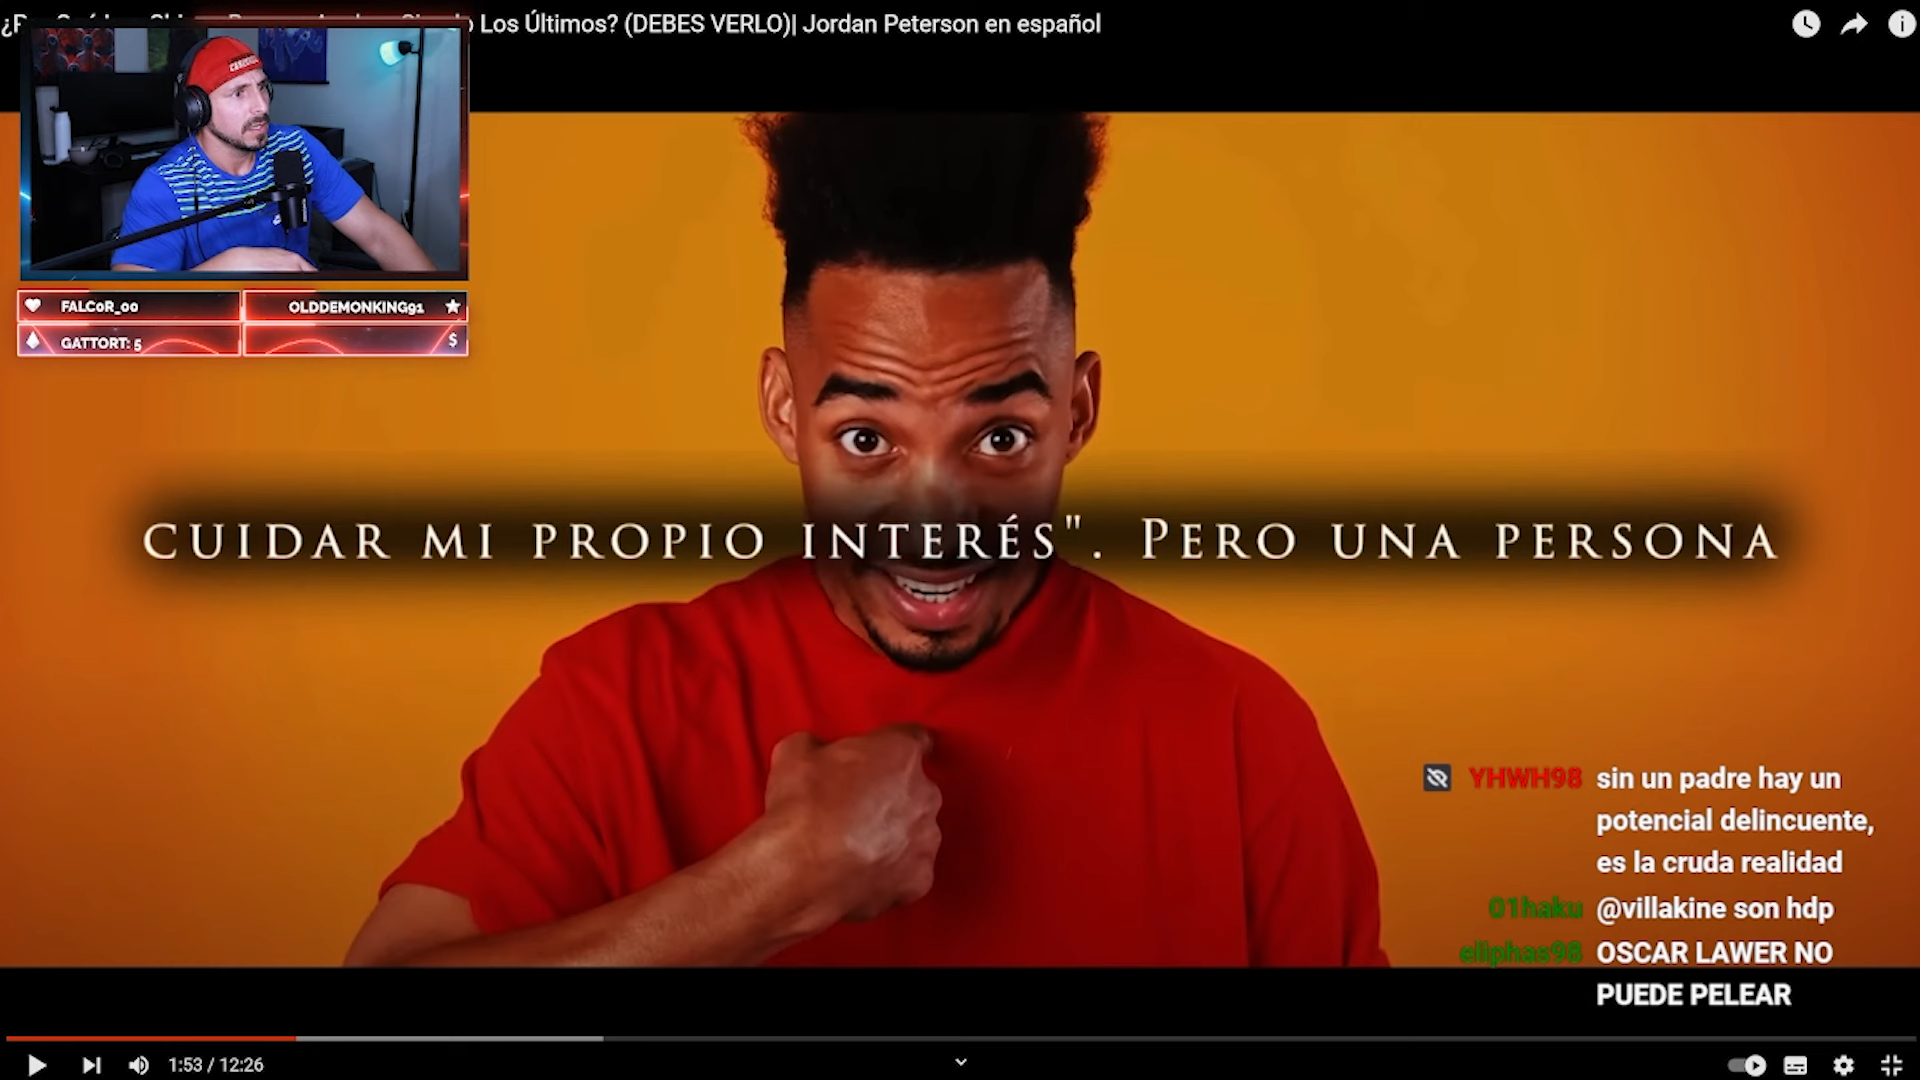 Los Últimos? (DEBES VERLO)| Jordan Peterson en español
FALC0R_00
OLDDEMONKING91
GATTORT: 5
$
CUIDAR MI PROPIO INTERÉS". PERO UNA PERSONA
YHWH98 sin un padre hay un
potencial delincuente,
es la cruda realidad
01haku @villakine son hdp
eliphas98 OSCAR LAWER NO
PUEDE PELEAR
1:53 / 12:26